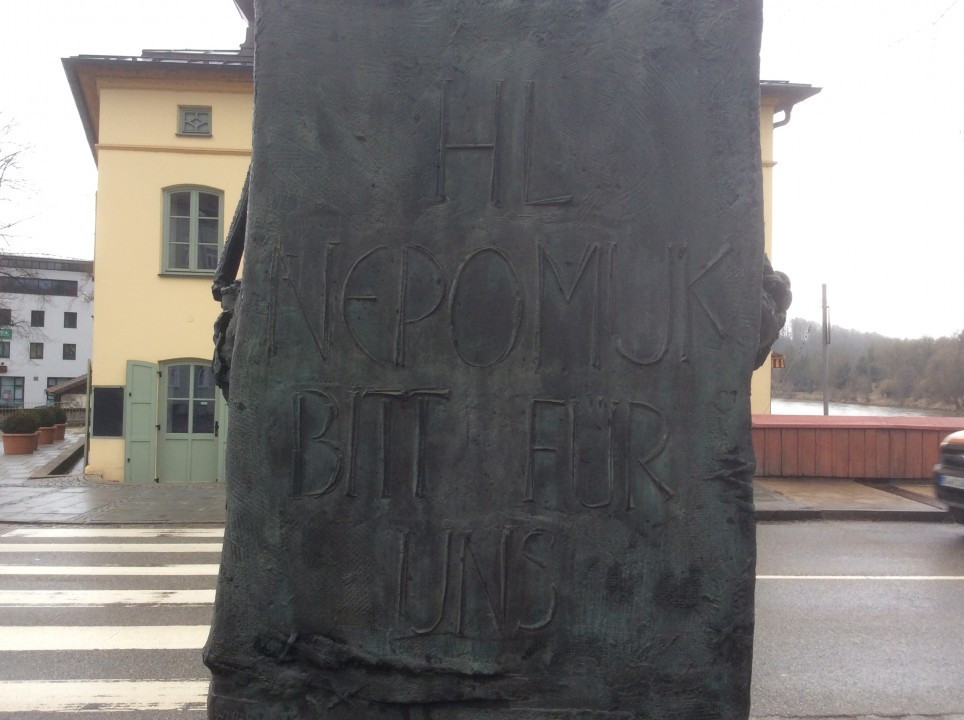 HL
NEPOMUK
BITT FÜR
UNS